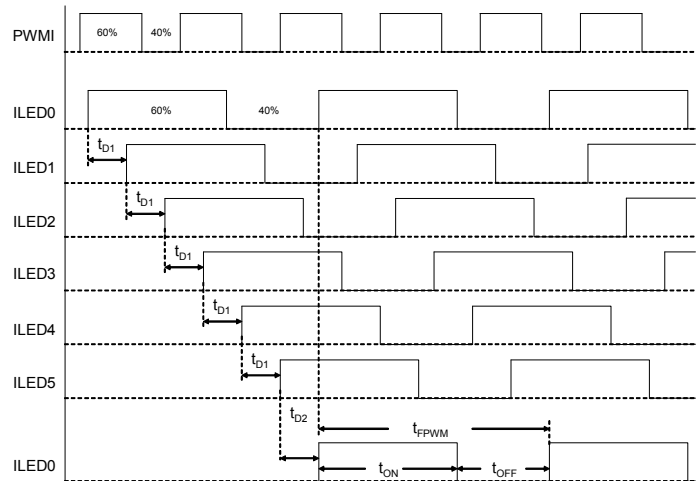 PWMI
60%
40%
ILED0
60%
40%
ILED1
tD1
ILED2
tD1
ILED3
tD1
ILED4
tD1
ILED5
tD1
tD2
tFPWM
ILED0
tON
tOFF